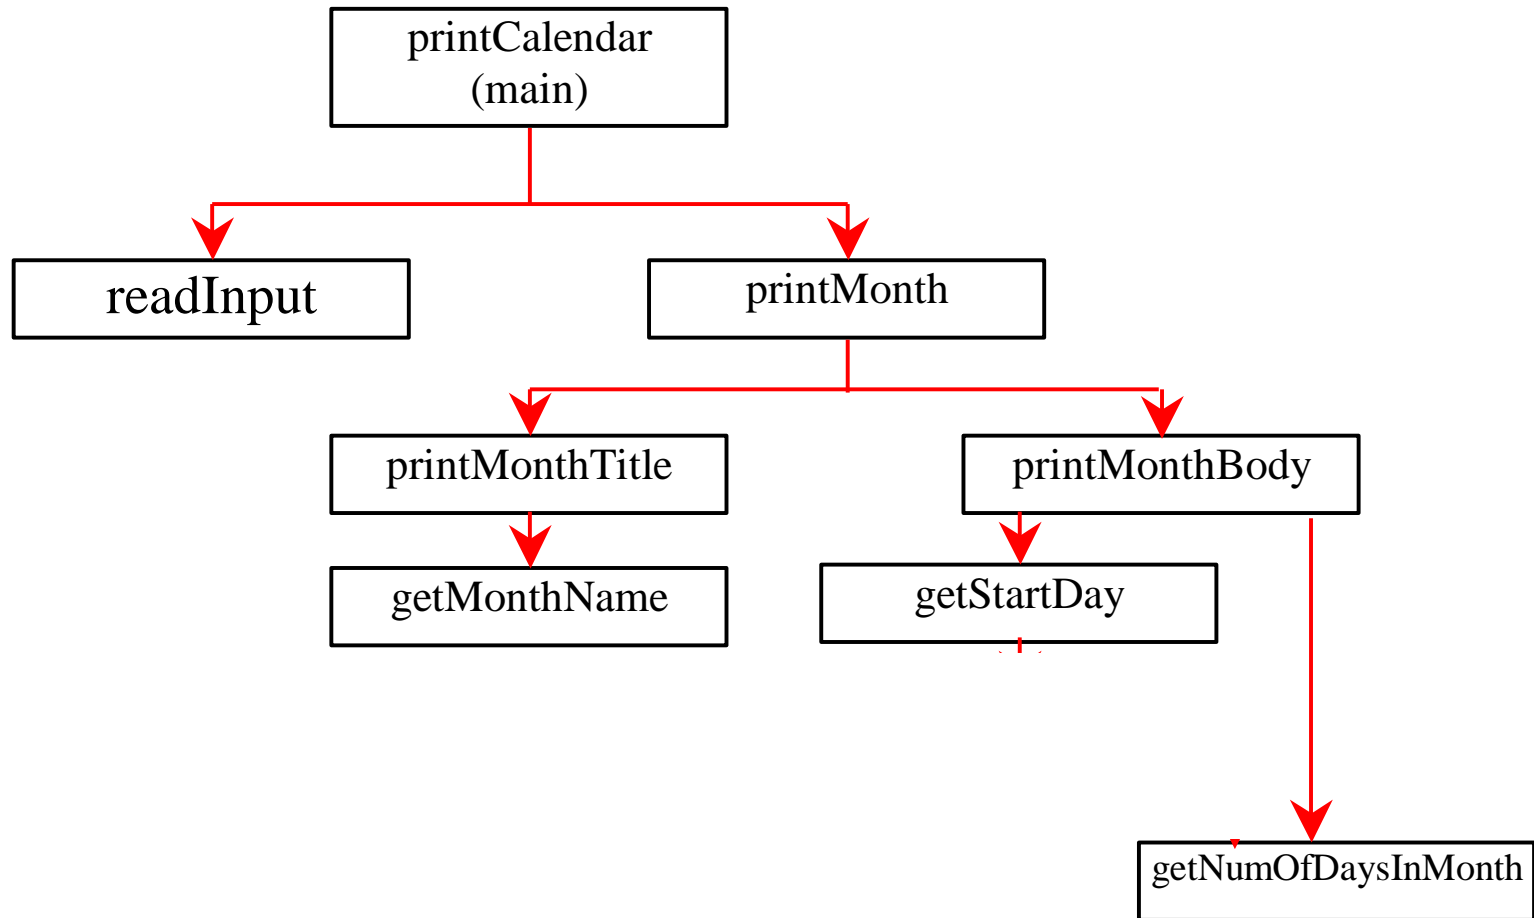 printCalendar
(main)
readInput
printMonth
printMonthTitle
printMonthBody
getMonthName
getStartDay
getNumOfDaysInMonth